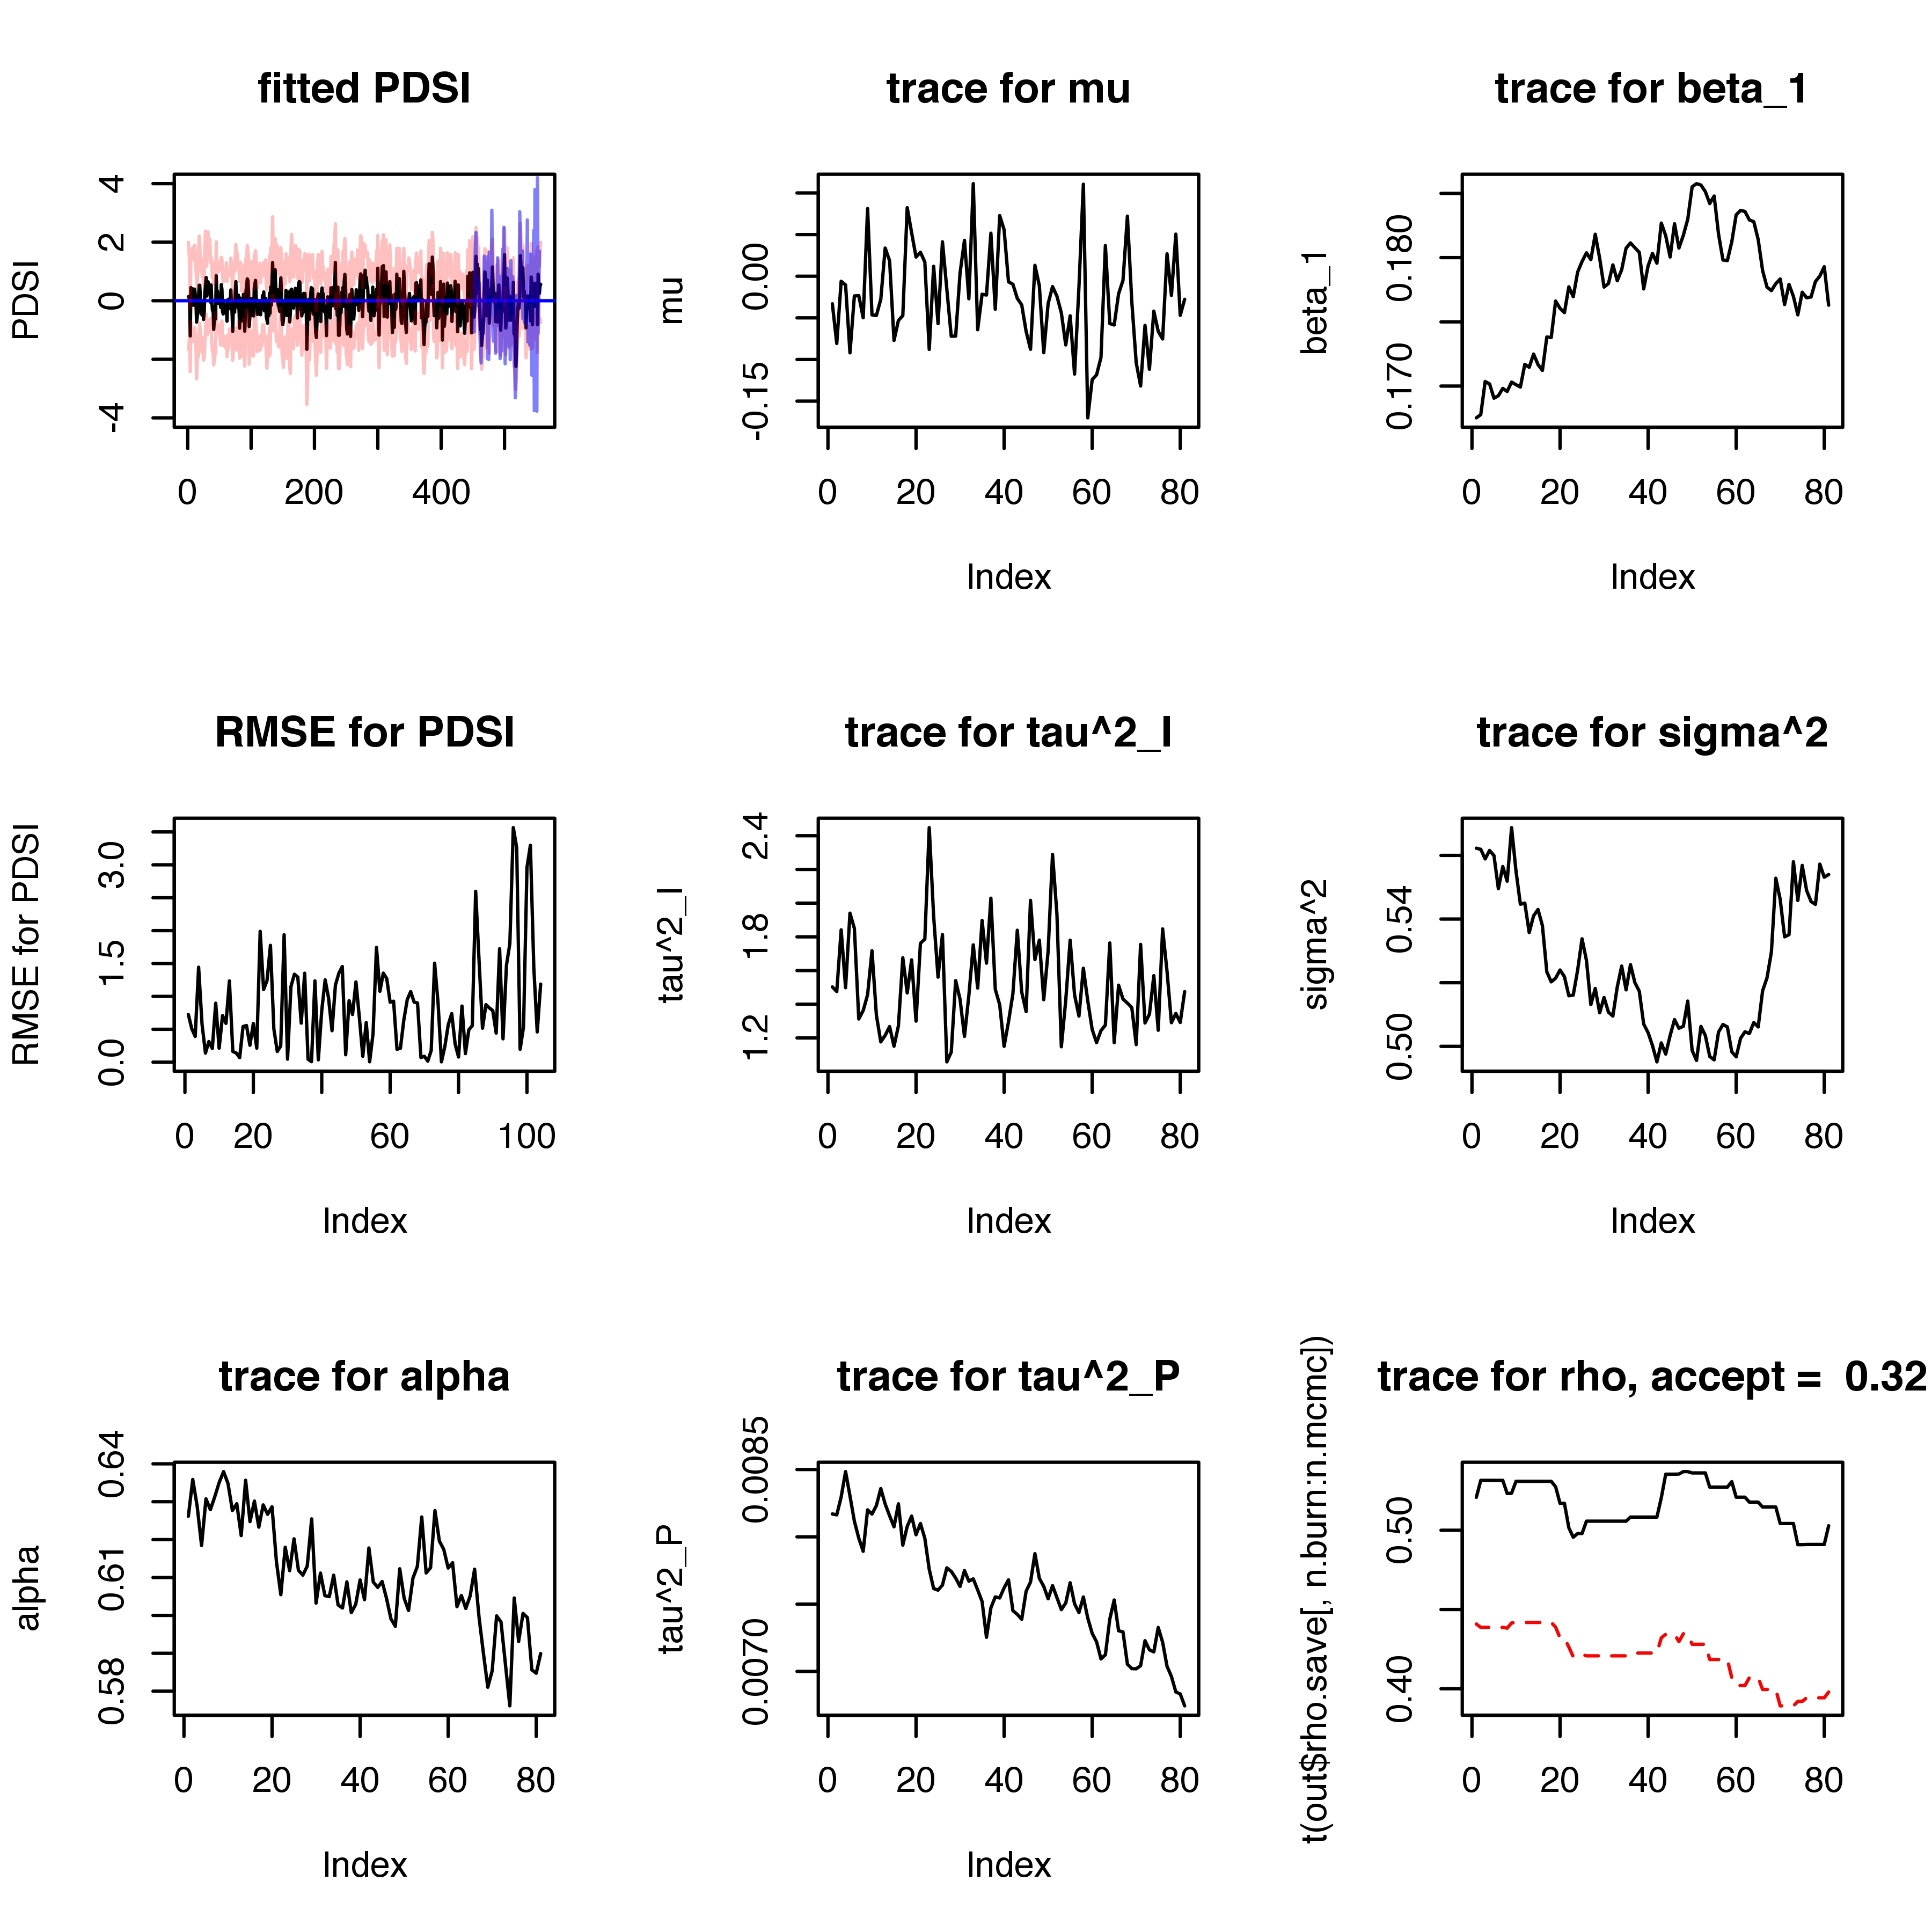 fitted PDSI
PDSI
4
2
0
-4
0 200 400
trace for mu
mu
0.00
-0.15
0 20 40 60 80
Index
trace for beta_1
beta_1
0.180
0.170
0 20 40 60 80
Index
RMSE for PDSI
RMSE for PDSI
3.0
1.5
0.0
0 20 60 100
Index
trace for tau^2_I
tau^2_I
2.4
1.8
1.2
0 20 40 60 80
Index
trace for sigma^2
sigma^2
0.54
0.50
0 20 40 60 80
Index
trace for alpha
alpha
0.64
0.61
0.58
0 20 40 60 80
Index
trace for tau^2_P
tau^2_P
0.0085
0.0070
0 20 40 60 80
Index
trace for rho, accept = 0.32
t(out$rho.save[, n.burn:n.mcmc])
0.50
0.40
0 20 40 60 80